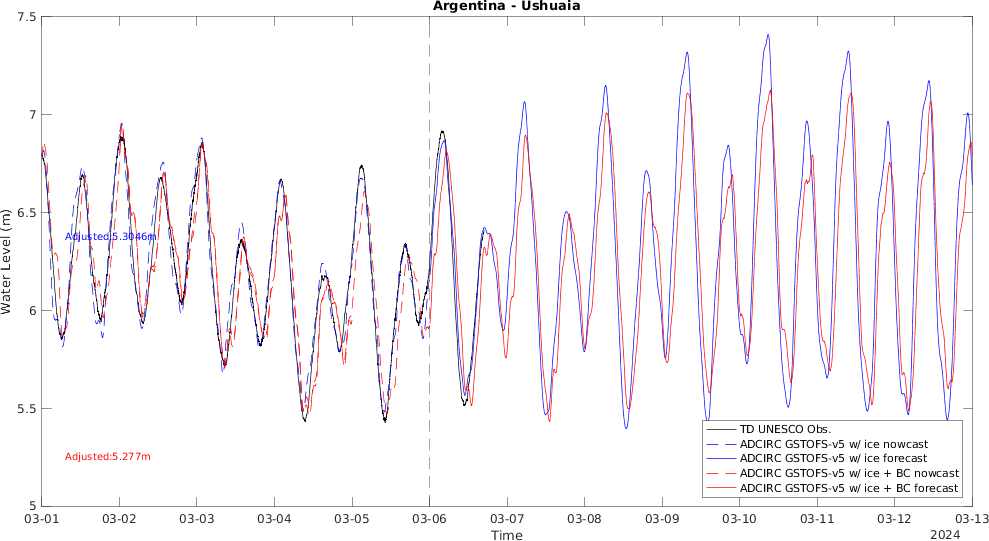 Argentina - Ushuaia
7.5
7
6.5
6
5.5
5
Water Level (m)
Adjusted:5.3046m
Adjusted:5.277m
TD UNESCO Obs.
ADCIRC GSTOFS-v5 w/ ice nowcast
ADCIRC GSTOFS-v5 w/ ice forecast
ADCIRC GSTOFS-v5 w/ ice + BC nowcast
ADCIRC GSTOFS-v5 w/ ice + BC forecast
03-01 03-02 03-03 03-04 03-05 03-06 03-07 03-08 03-09 03-10 03-11 03-12 03-13
Time
2024